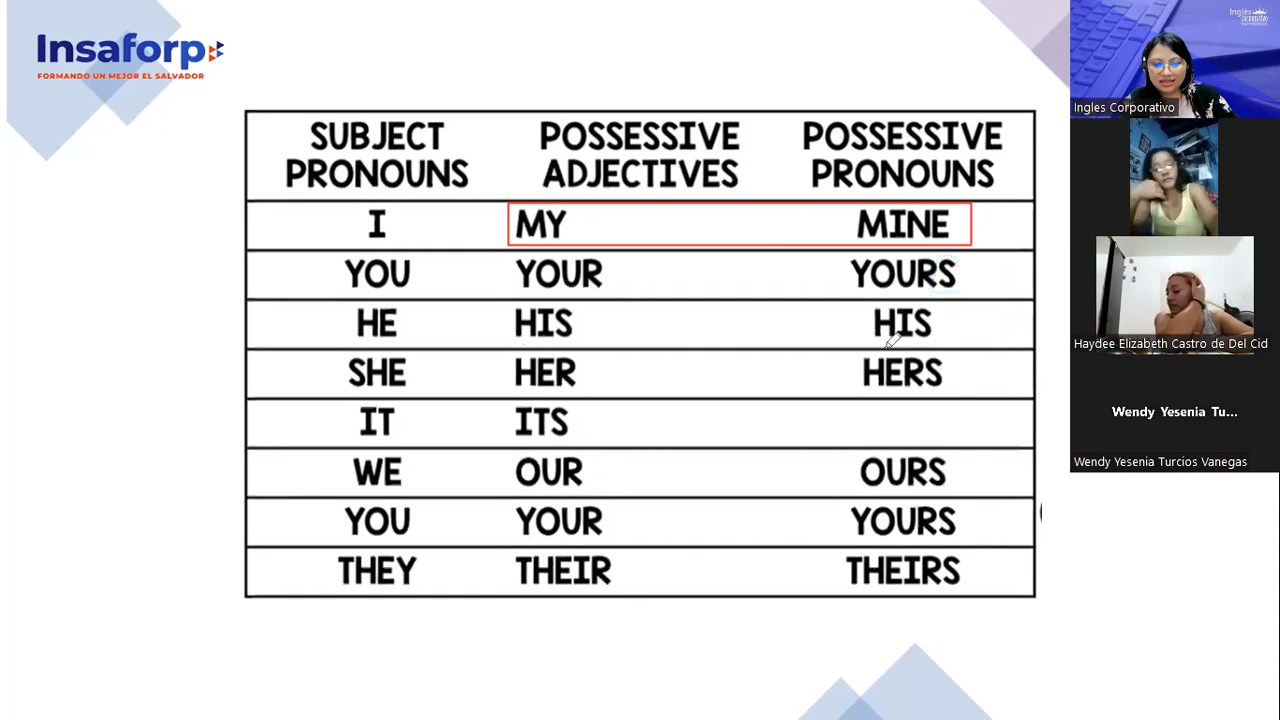 Insaforp
FORMANDO UN MEJOR EL SALVADOR
SUBJECT PRONOUNS POSSESSIVE ADJECTIVES POSSESSIVE PRONOUNS
I MY MINE
YOU YOUR YOURS
HE HIS HIS
SHE HER HERS
IT ITS
WE OUR OURS
YOU YOUR YOURS
THEY THEIR THEIRS
Ingles Corporativo
Haydee Elizabeth Castro de Del Cid
Wendy Yesenia Tu...
Wendy Yesenia Turcios Vanegas